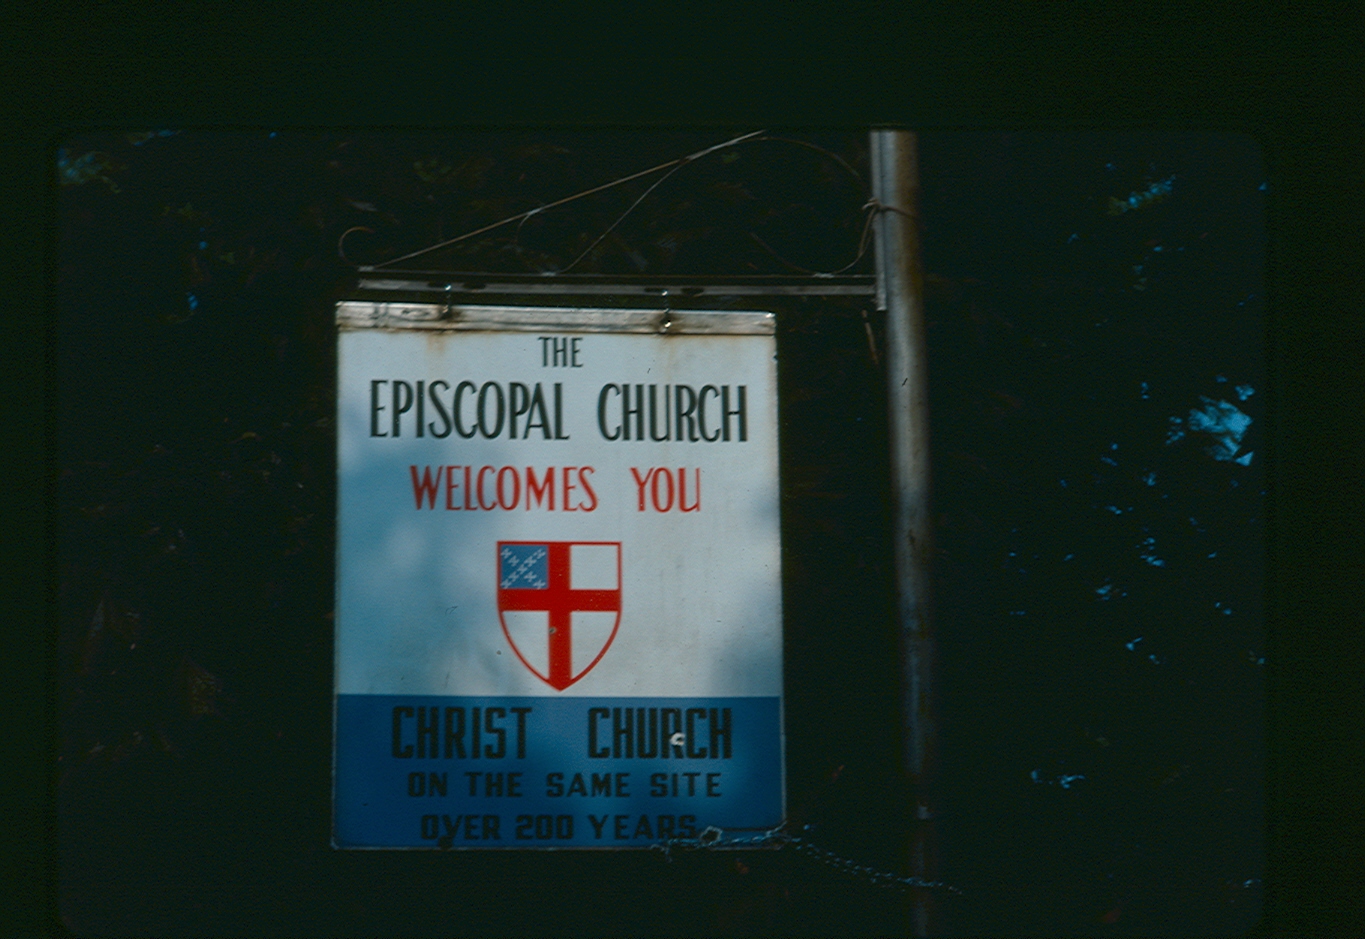 THE
EPISCOPAL CHURCH
WELCOMES YOU
CHRIST CHURCH
ON THE SAME SITE
OVER 200 YEARS